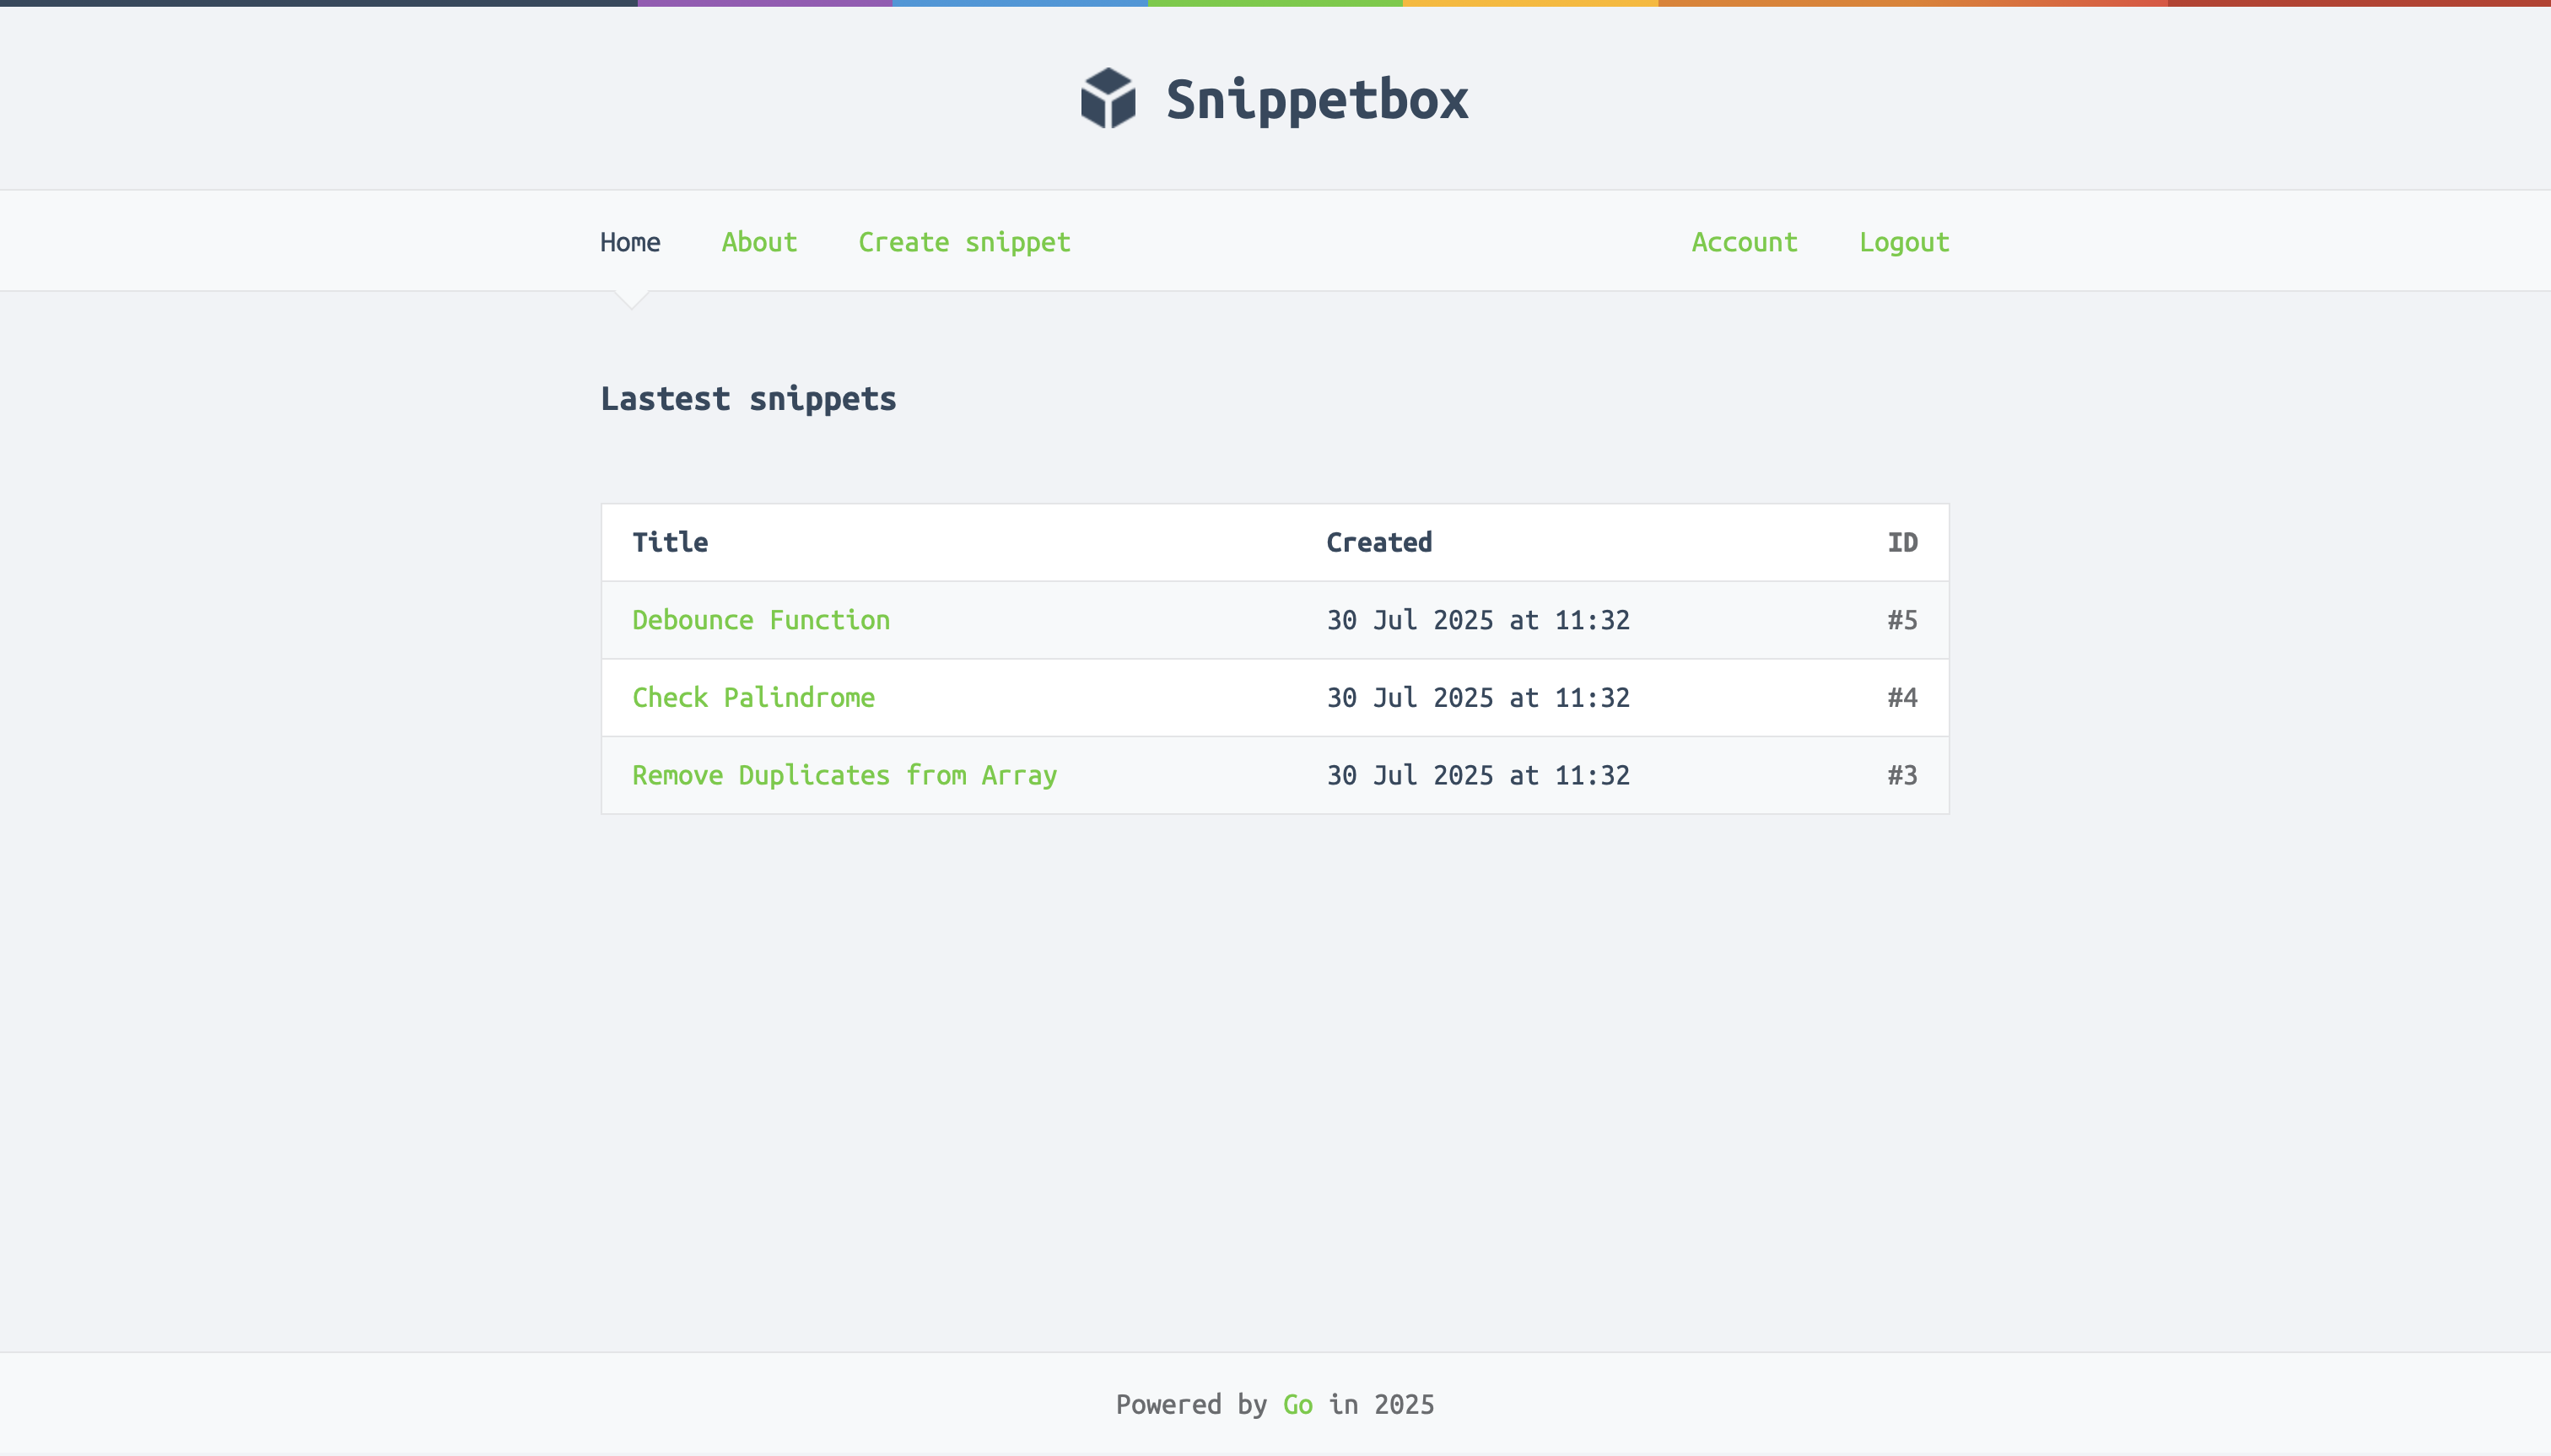 Snippetbox
Home About Create snippet Account Logout
Lastest snippets
Title Created ID
Debounce Function 30 Jul 2025 at 11:32 #5
Check Palindrome 30 Jul 2025 at 11:32 #4
Remove Duplicates from Array 30 Jul 2025 at 11:32 #3
Powered by Go in 2025